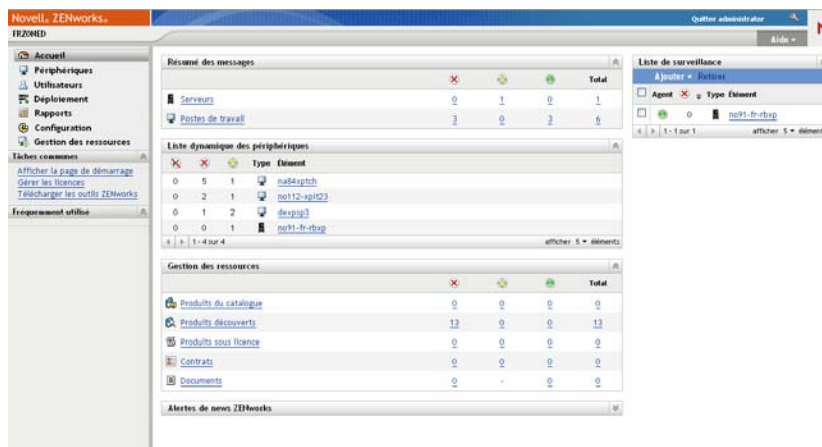 Novell. ZENworks.
Quitter administrator
FRZONED
Aide
Accueil
Périphériques
Utilisateurs
Déploiement
Rapports
Configuration
Gestion des ressources
Tâches communes
Afficher la page de démarrage
Gérer les licences
Télécharger les outils ZENworks
Fréquemment utilisé
Résumé des messages
Total
Serveurs 0 1 0 1
Postes de travail 3 0 3 6
Liste dynamique des périphériques
Type Élément
0 5 1 na84xptch
0 2 1 no112-xplt23
0 1 2 dexpsp3
0 0 1 no91-fr-rbxp
1 - 4 sur 4 afficher 5 éléments
Gestion des ressources
Total
Produits du catalogue 0 0 0 0
Produits découverts 13 0 0 13
Produits sous licence 0 0 0 0
Contrats 0 0 0 0
Documents 0 - 0 0
Alertes de news ZENworks
Liste de surveillance
Ajouter Retirer
Agent Type Élément
0 no91-fr-rbxp
1 - 1 sur 1 afficher 5 élément